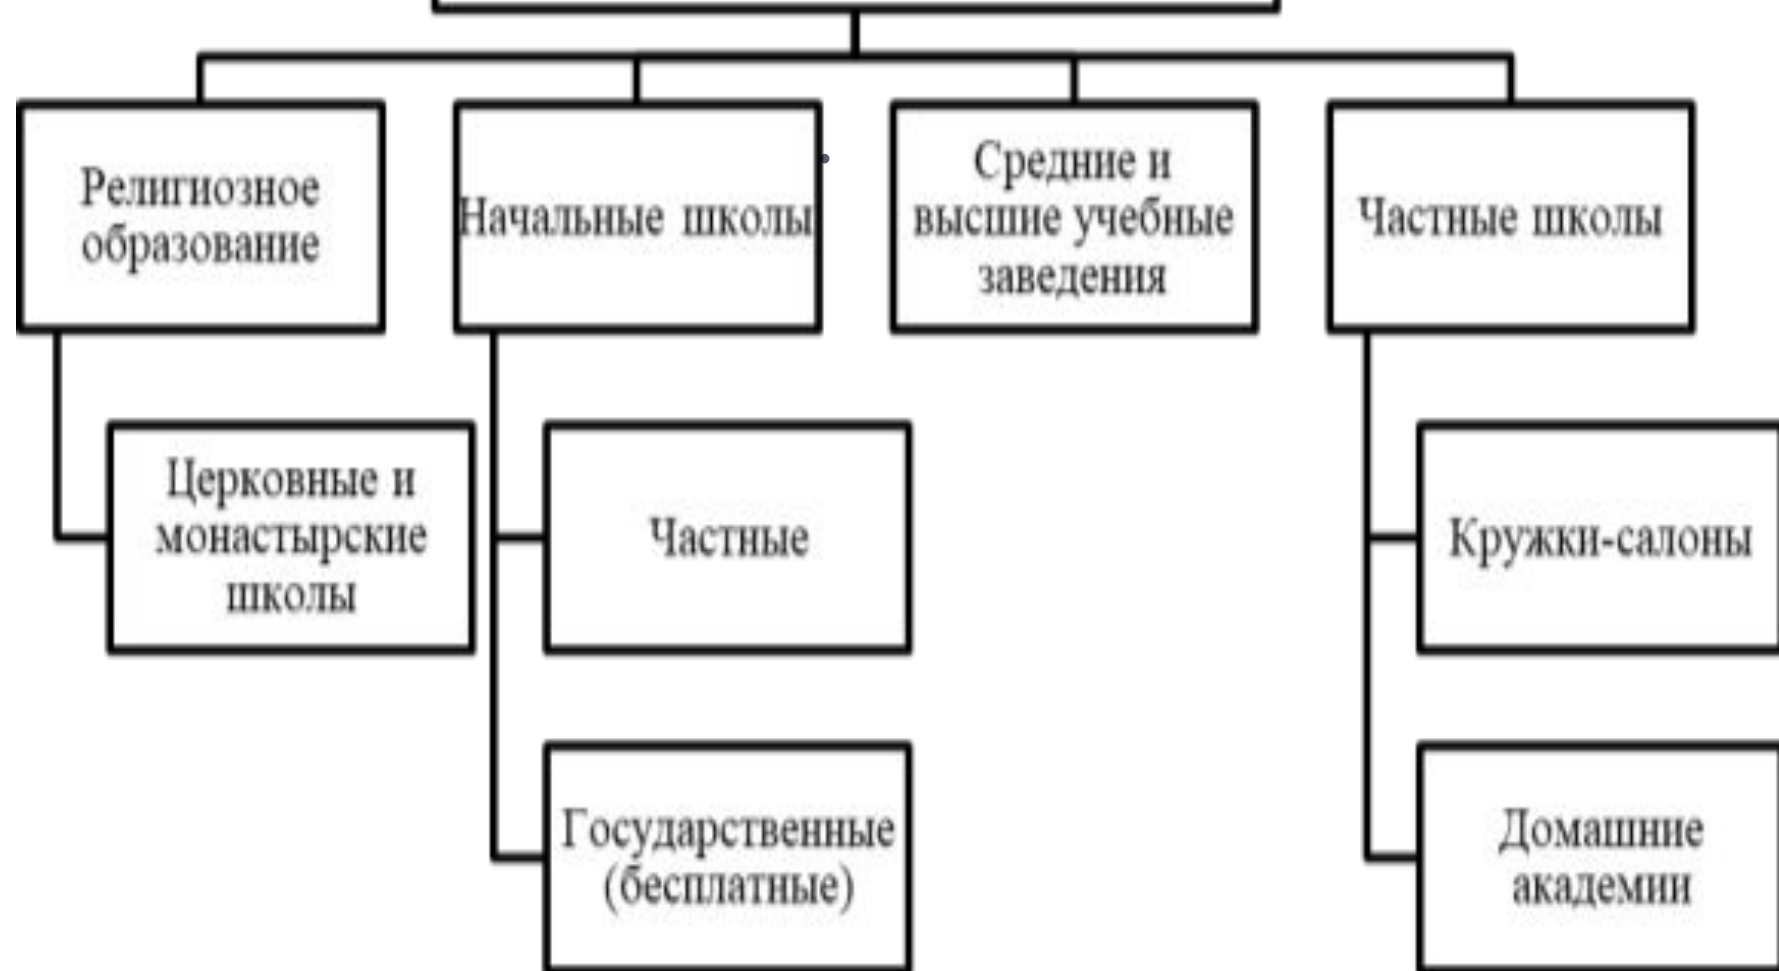 Религиозное
образование
Начальные школы
Средние и
высшие учебные
заведения
Частные школы
Церковные и
монастырские
школы
Частные
Кружки-салоны
Государственные
(бесплатные)
Домашние
академии